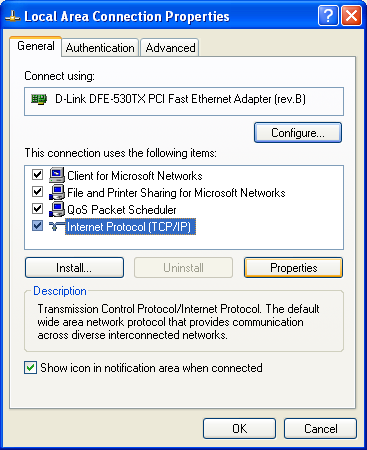 Local Area Connection Properties
General
Authentication
Advanced
Connect using:
D-Link DFE-530TX PCI Fast Ethernet Adapter (rev.B)
Configure...
This connection uses the following items:
Client for Microsoft Networks
File and Printer Sharing for Microsoft Networks
QoS Packet Scheduler
Internet Protocol (TCP/IP)
Install...
Uninstall
Properties
Description
Transmission Control Protocol/Internet Protocol. The default
wide area network protocol that provides communication
across diverse interconnected networks.
Show icon in notification area when connected
OK
Cancel